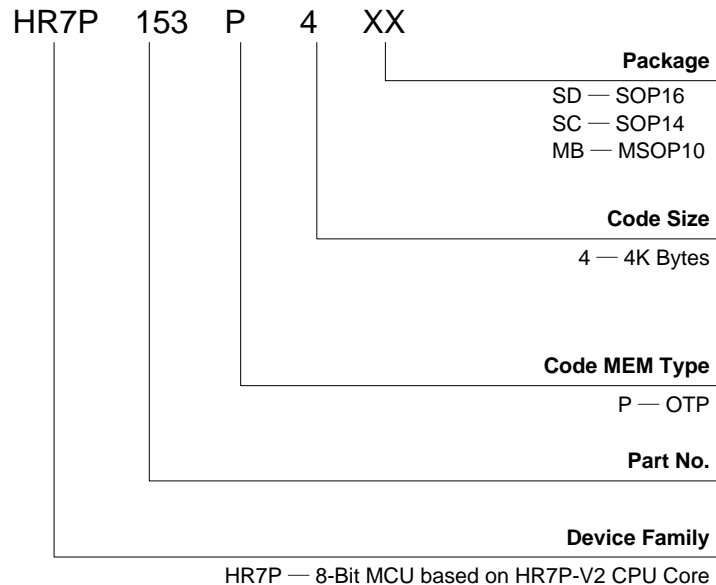 HR7P 153 P 4 XX
Package
SD — SOP16
SC — SOP14
MB — MSOP10
Code Size
4 — 4K Bytes
Code MEM Type
P — OTP
Part No.
Device Family
HR7P — 8-Bit MCU based on HR7P-V2 CPU Core